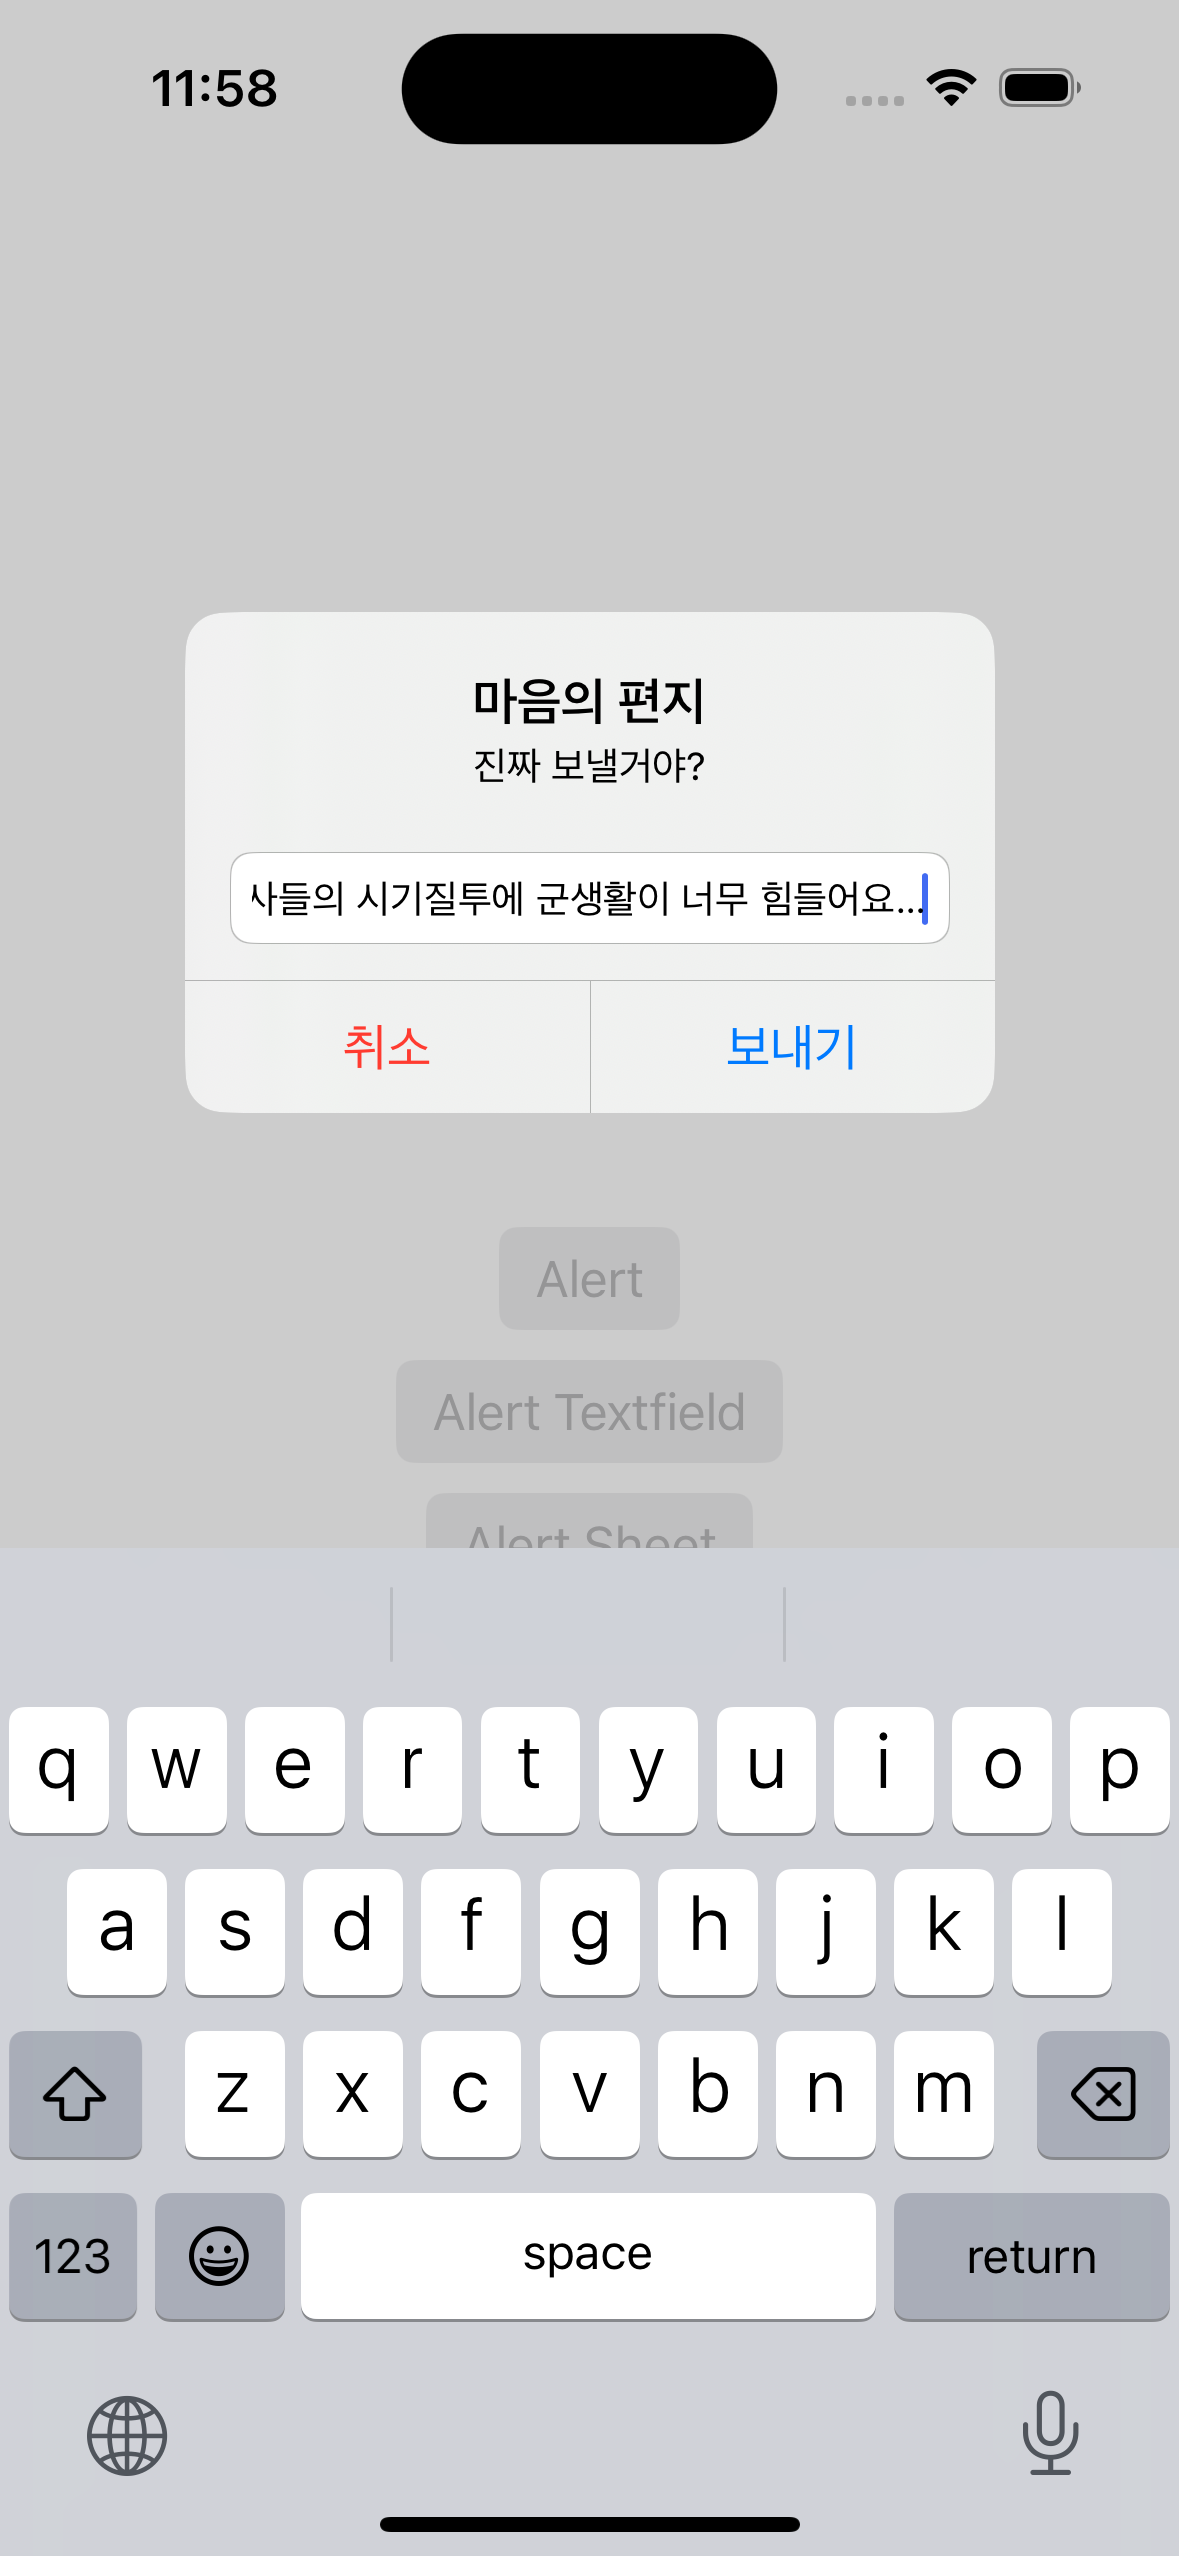 11:58
마음의 편지
진짜 보낼거야?
사들의 시기질투에 군생활이 너무 힘들어요...
취소
보내기
Alert
Alert Textfield
Alert Sheet
q w e r t y u i o p
a s d f g h j k l
z x c v b n m
123
space
return